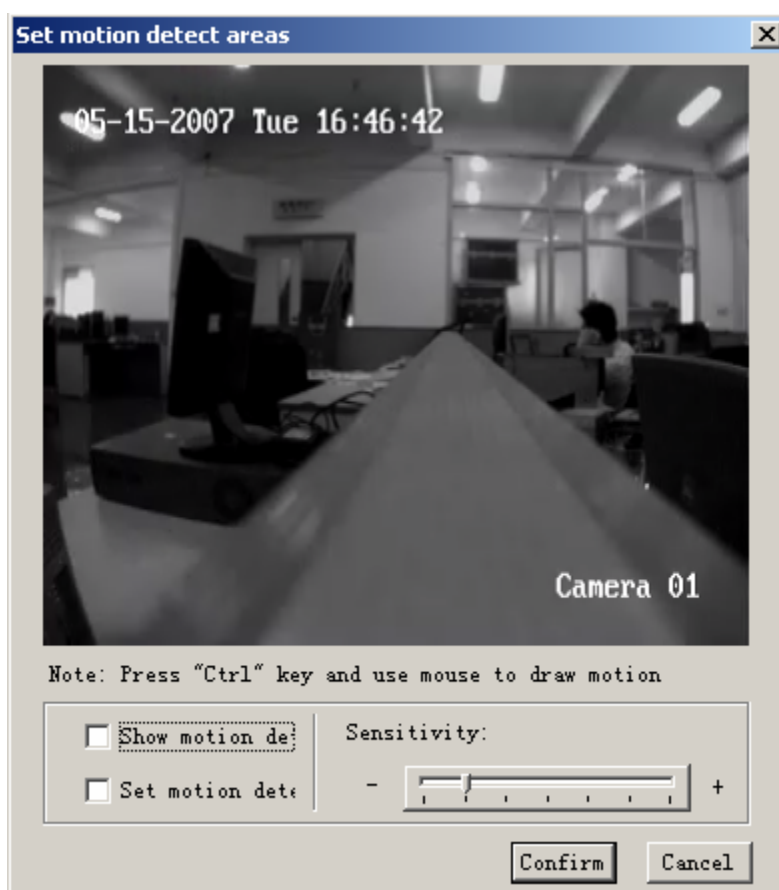 Set motion detect areas
05-15-2007 Tue 16:46:42
Camera 01
Note: Press "Ctrl" key and use mouse to draw motion
Show motion de
Set motion dete
Sensitivity:
- +
Confirm Cancel